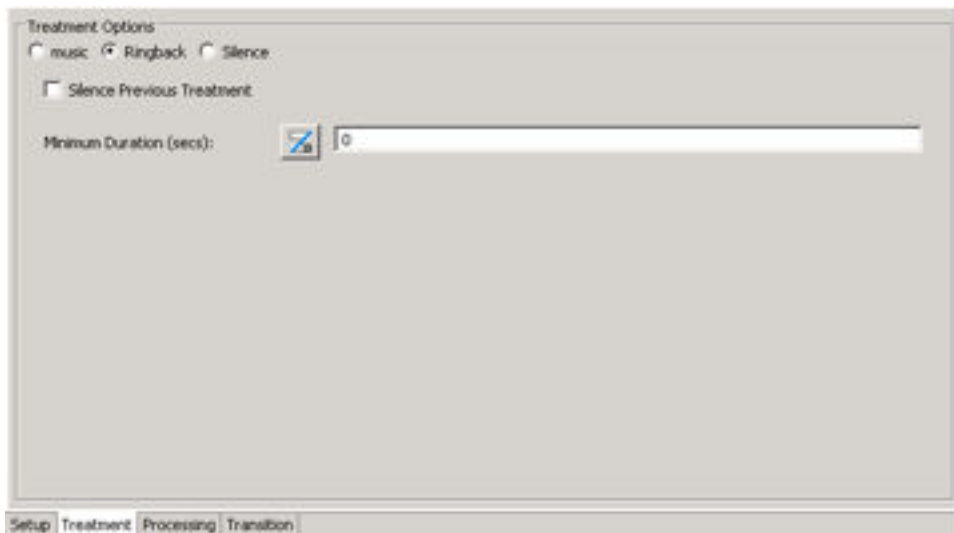 Treatment Options
music Ringback Silence
Silence Previous Treatment
Minimum Duration (secs): 0
Setup Treatment Processing Transition